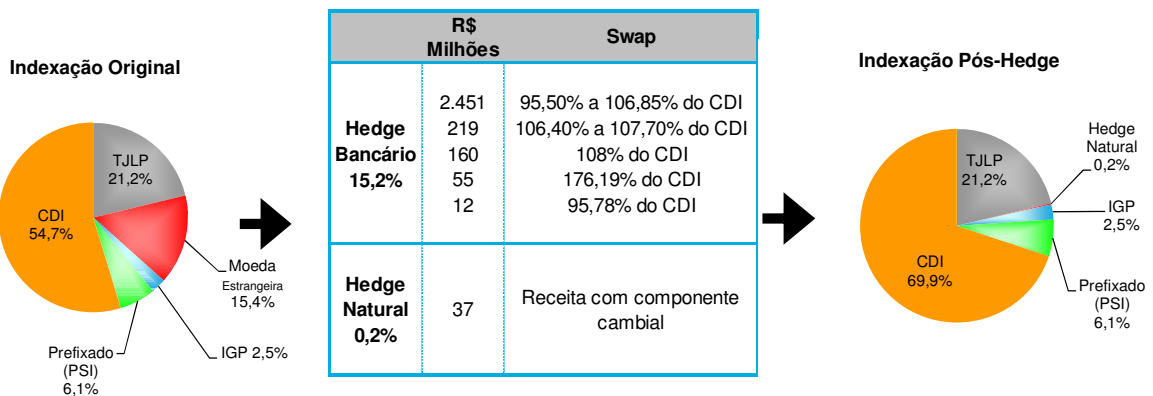 Indexação Original
TJLP
21,2%
CDI
54,7%
Moeda
Estrangeira
15,4%
IGP 2,5%
Prefixado
(PSI)
6,1%
R$
Milhões
Swap
Hedge
Bancário
15,2%
2.451
95,50% a 106,85% do CDI
219
106,40% a 107,70% do CDI
160
108% do CDI
55
176,19% do CDI
12
95,78% do CDI
Hedge
Natural
0,2%
37
Receita com componente
cambial
Indexação Pós-Hedge
Hedge
Natural
0,2%
TJLP
21,2%
IGP
2,5%
CDI
69,9%
Prefixado
(PSI)
6,1%